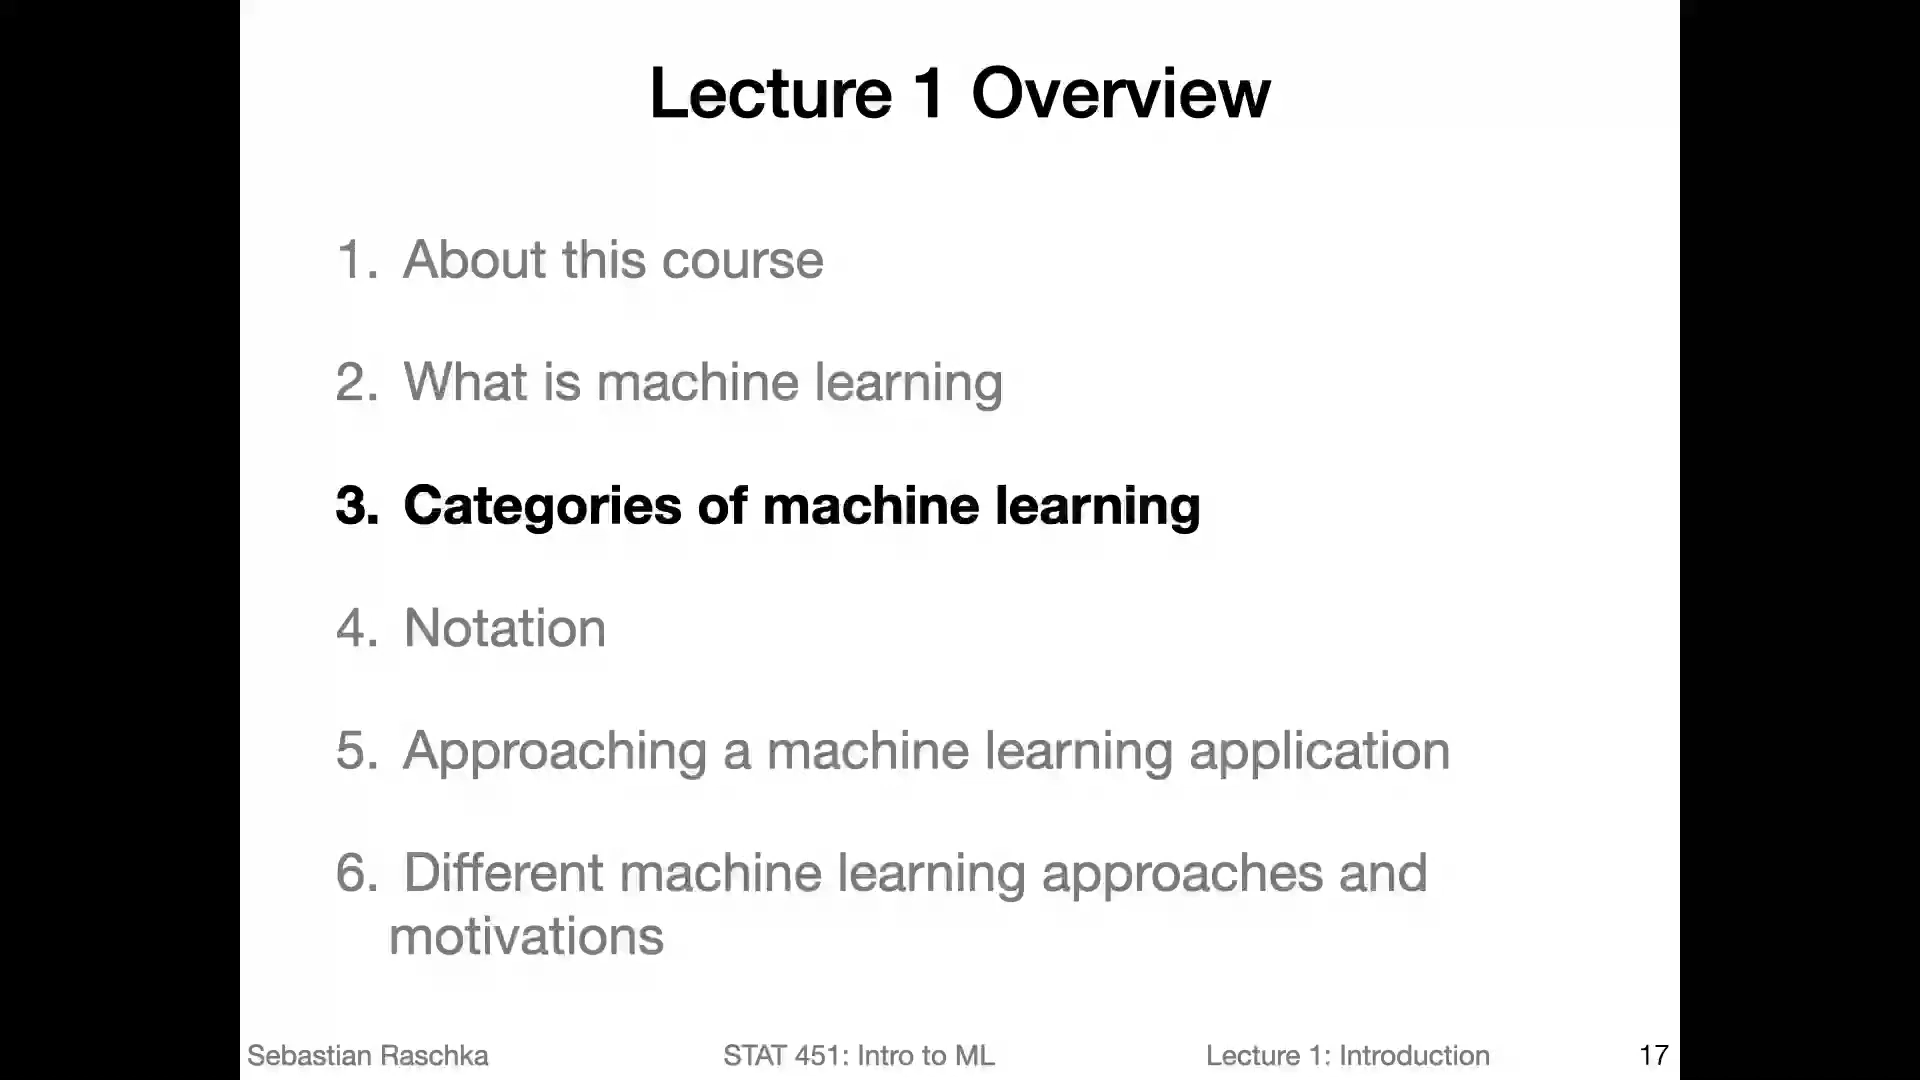 Lecture 1 Overview
1. About this course
2. What is machine learning
3. Categories of machine learning
4. Notation
5. Approaching a machine learning application
6. Different machine learning approaches and
motivations
Sebastian Raschka STAT 451: Intro to ML Lecture 1: Introduction 17